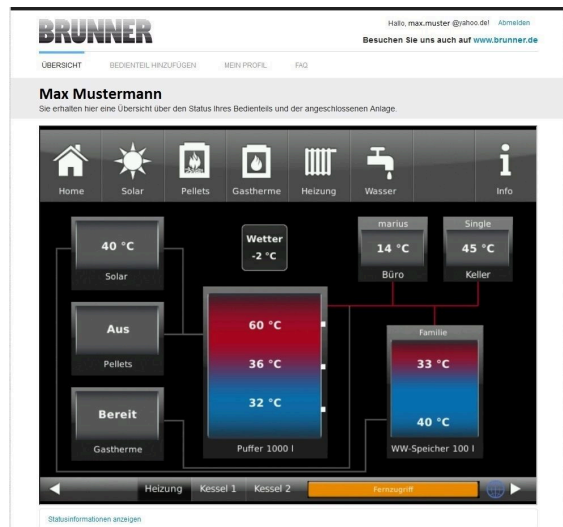 BRUNNER
Hallo, max.muster @yahoo.de! Abmelden
Besuchen Sie uns auch auf www.brunner.de
ÜBERSICHT BEDIENTEIL HINZUFÜGEN MEIN PROFIL FAQ
Max Mustermann
Sie erhalten hier eine Übersicht über den Status Ihres Bedienteils und der angeschlossenen Anlage.
Home Solar Pellets Gastherme Heizung Wasser Info
marius Single
40 °C Wetter 14 °C 45 °C
-2 °C
Solar Büro Keller
60 °C
Aus Familie
Pellets 36 °C 33 °C
32 °C
Bereit 40 °C
Gastherme Puffer 1000 l WW-Speicher 100 l
Heizung Kessel 1 Kessel 2 Fernzugriff
Statusinformationen anzeigen